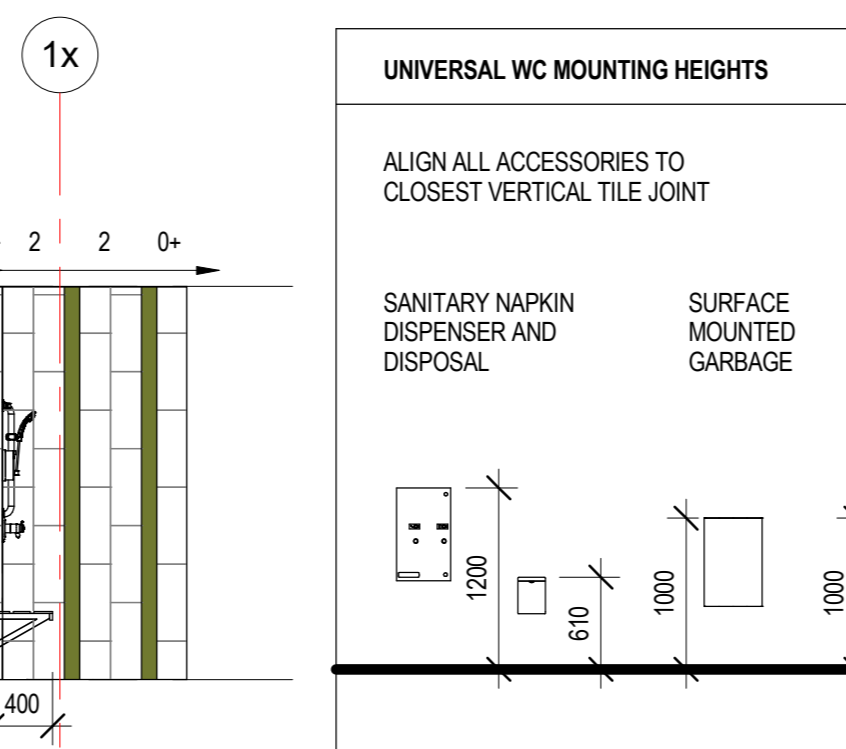 1x
2
2
0+
400
UNIVERSAL WC MOUNTING HEIGHTS
ALIGN ALL ACCESSORIES TO
CLOSEST VERTICAL TILE JOINT
SANITARY NAPKIN
DISPENSER AND
DISPOSAL
SURFACE
MOUNTED
GARBAGE
1200
610
1000
1000